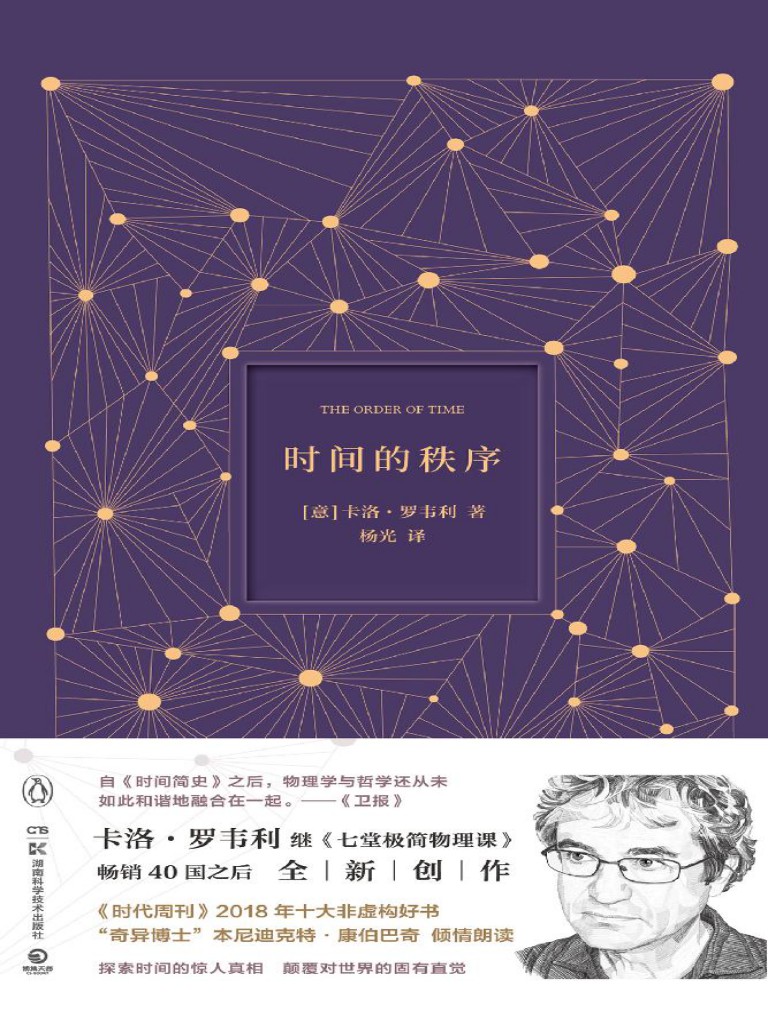 THE ORDER OF TIME
时间的秩序
[意]卡洛·罗韦利 著
杨光 译
自《时间简史》之后，物理学与哲学还从未
如此和谐地融合在一起。——《卫报》
卡洛·罗韦利 继《七堂极简物理课》
畅销 40 国之后 全｜新｜创｜作
《时代周刊》2018 年十大非虚构好书
“奇异博士”本尼迪克特·康伯巴奇 倾情朗读
探索时间的惊人真相 颠覆对世界的固有直觉
湖南科学技术出版社
博集天卷
CS-BOOKY